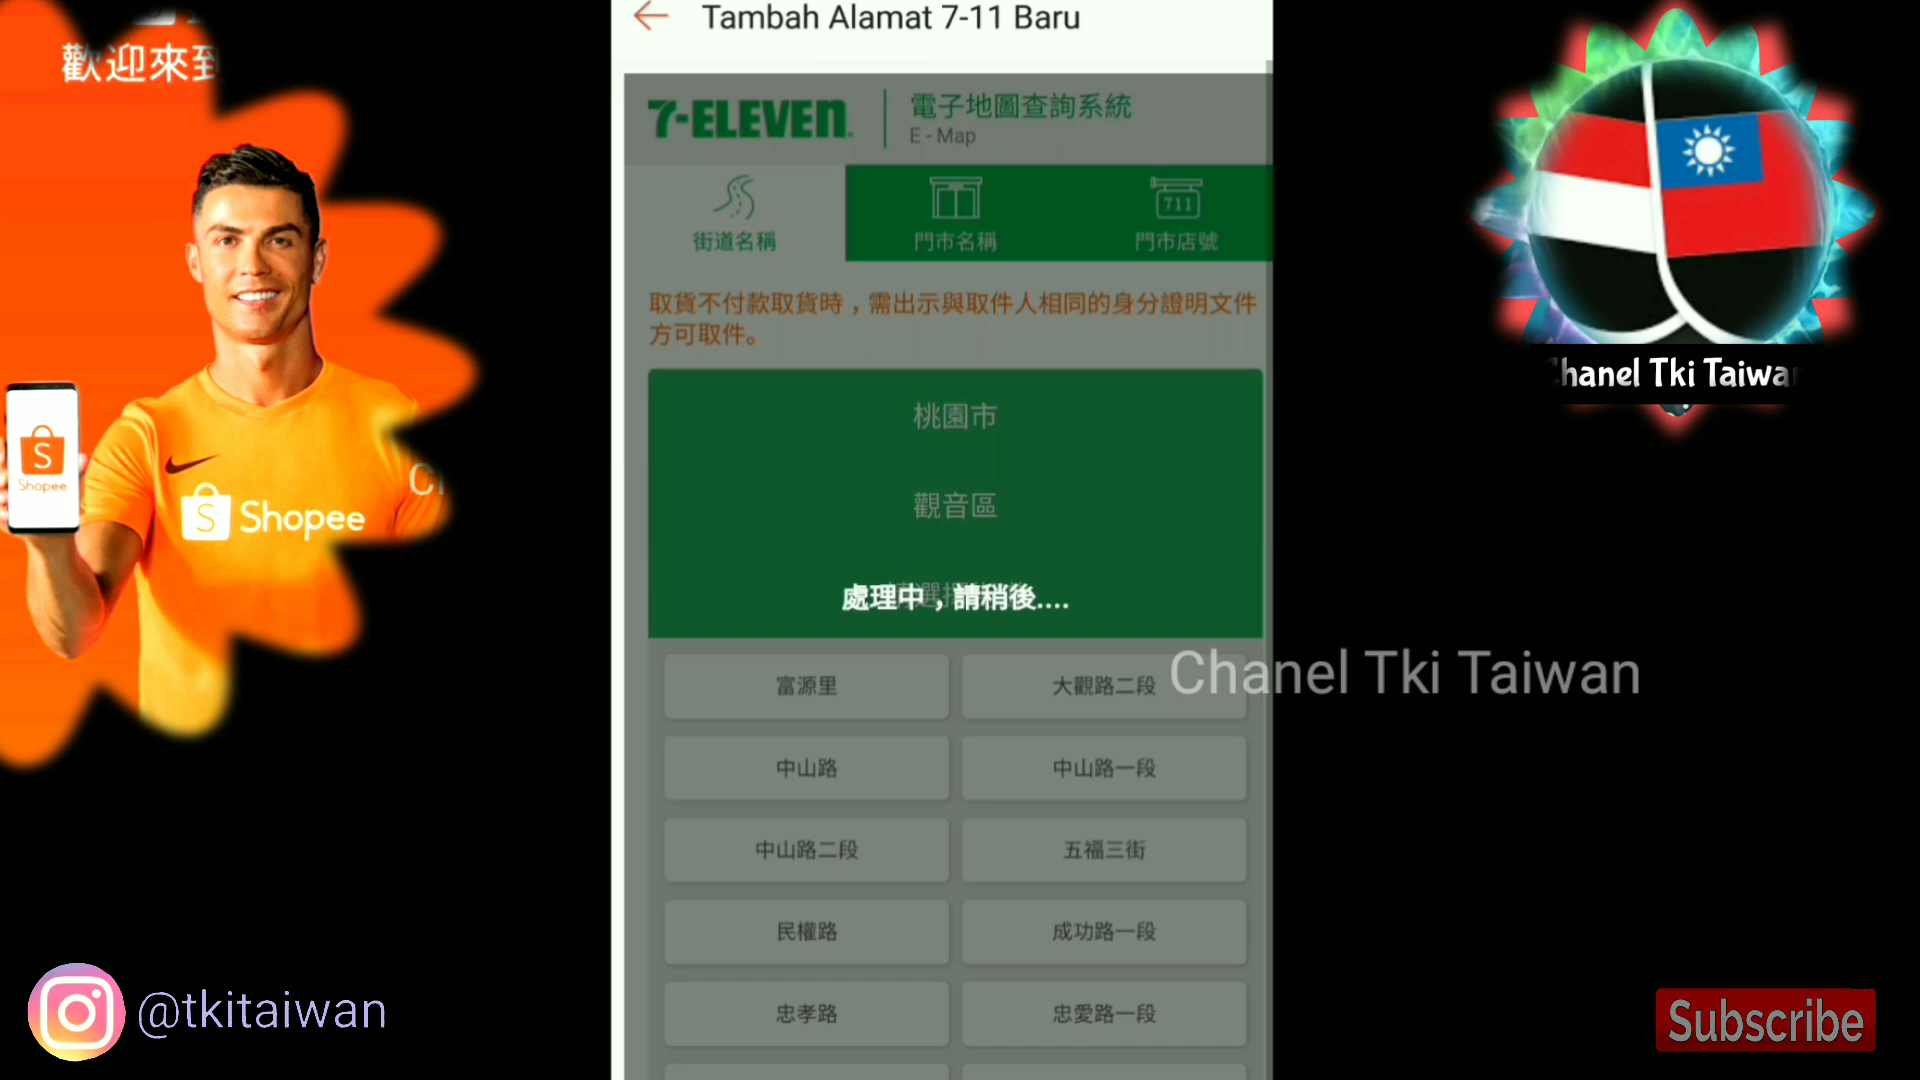 歡迎來到
Shopee
Shopee
@tkitaiwan
Tambah Alamat 7-11 Baru
7-ELEVEN
電子地圖查詢系統
E - Map
街道名稱
門市名稱
711
門市店號
取貨不付款取貨時，需出示與取件人相同的身分證明文件
方可取件。
桃園市
觀音區
處理中，請稍後....
富源里
大觀路二段
中山路
中山路一段
中山路二段
五福三街
民權路
成功路一段
忠孝路
忠愛路一段
Chanel Tki Taiwan
hanel Tki Taiwa
Subscribe